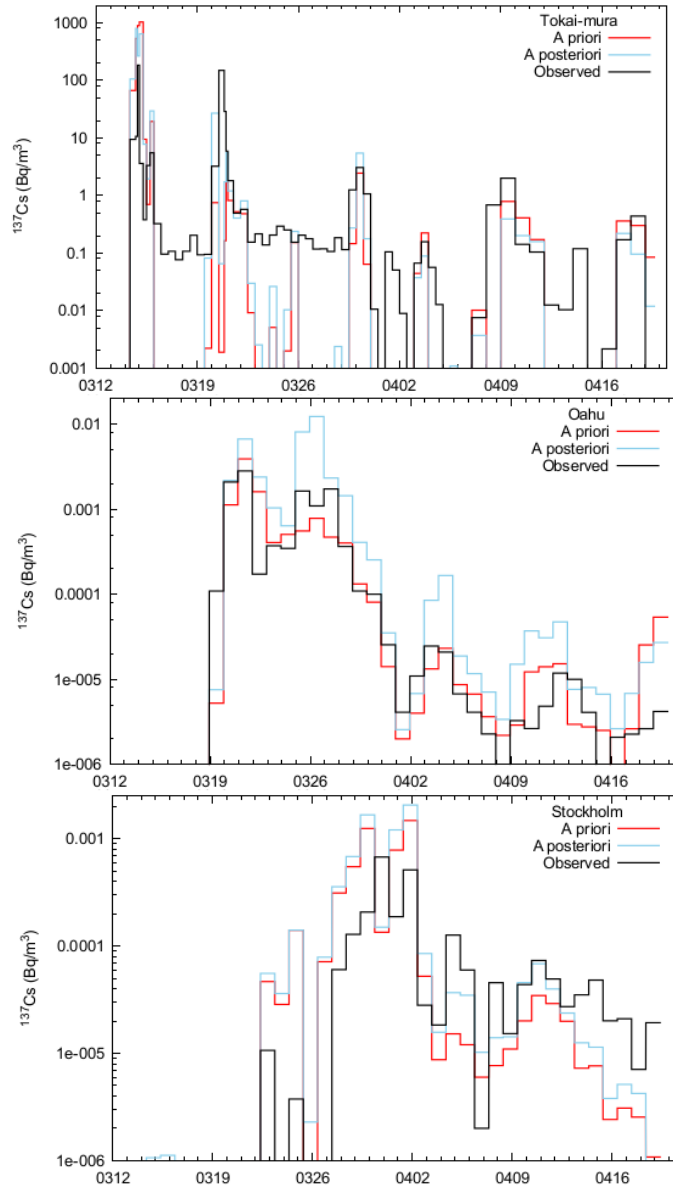 Tokai-mura
A priori
A posteriori
Observed
1000
100
10
1
0.1
0.01
0.001
¹³⁷Cs (Bq/m³)
0312 0319 0326 0402 0409 0416
Oahu
A priori
A posteriori
Observed
0.01
0.001
0.0001
1e-005
1e-006
¹³⁷Cs (Bq/m³)
0312 0319 0326 0402 0409 0416
Stockholm
A priori
A posteriori
Observed
0.001
0.0001
1e-005
1e-006
¹³⁷Cs (Bq/m³)
0312 0319 0326 0402 0409 0416